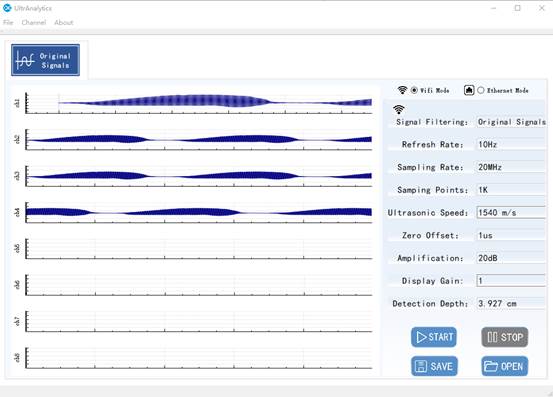 UltrAnalytics
File Channel About
Original
Signals
Wifi Mode Ethernet Mode
ch1
ch2
ch3
ch4
ch5
ch6
ch7
ch8
Signal Filtering: Original Signals
Refresh Rate: 10Hz
Sampling Rate: 20MHz
Samping Points: 1K
Ultrasonic Speed: 1540 m/s
Zero Offset: 1us
Amplification: 20dB
Display Gain: 1
Detection Depth: 3.927 cm
START STOP
SAVE OPEN